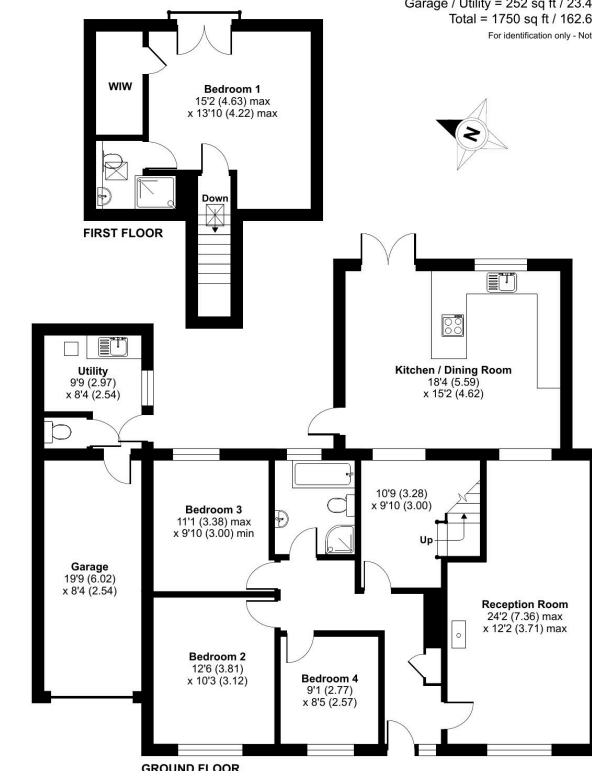 Garage / Utility = 252 sq ft / 23.4
Total = 1750 sq ft / 162.6
For identification only - Not
WIW
Bedroom 1
15'2 (4.63) max
x 13'10 (4.22) max
N
Down
FIRST FLOOR
Utility
9'9 (2.97)
x 8'4 (2.54)
Kitchen / Dining Room
18'4 (5.59)
x 15'2 (4.62)
Bedroom 3
11'1 (3.38) max
x 9'10 (3.00) min
10'9 (3.28)
x 9'10 (3.00)
Up
Garage
19'9 (6.02)
x 8'4 (2.54)
Reception Room
24'2 (7.36) max
x 12'2 (3.71) max
Bedroom 2
12'6 (3.81)
x 10'3 (3.12)
Bedroom 4
9'1 (2.77)
x 8'5 (2.57)
GROUND FLOOR